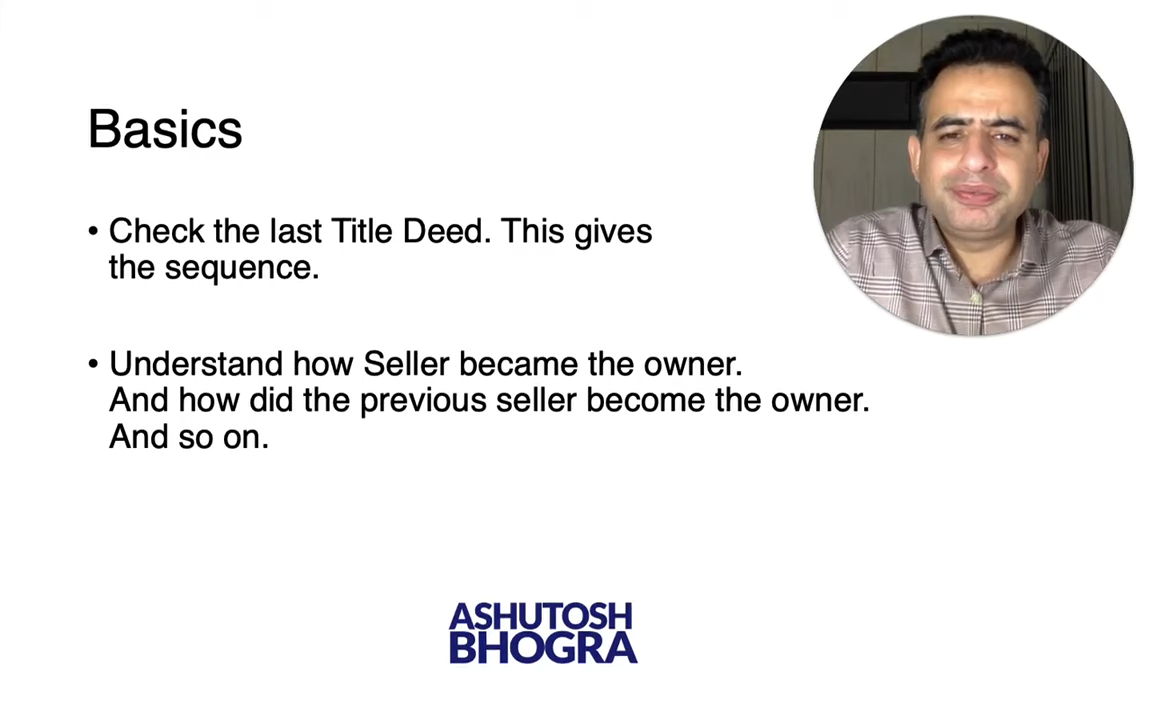 Basics
• Check the last Title Deed. This gives
the sequence.
• Understand how Seller became the owner.
And how did the previous seller become the owner.
And so on.
ASHUTOSH
BHOGRA